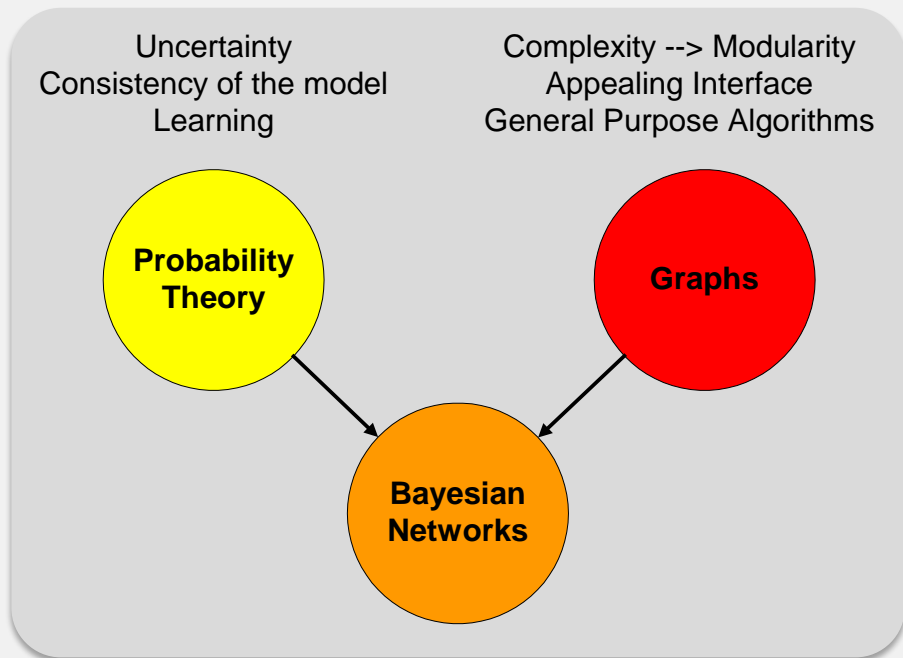 Uncertainty
Consistency of the model
Learning
Complexity --> Modularity
Appealing Interface
General Purpose Algorithms
Probability
Theory
Graphs
Bayesian
Networks